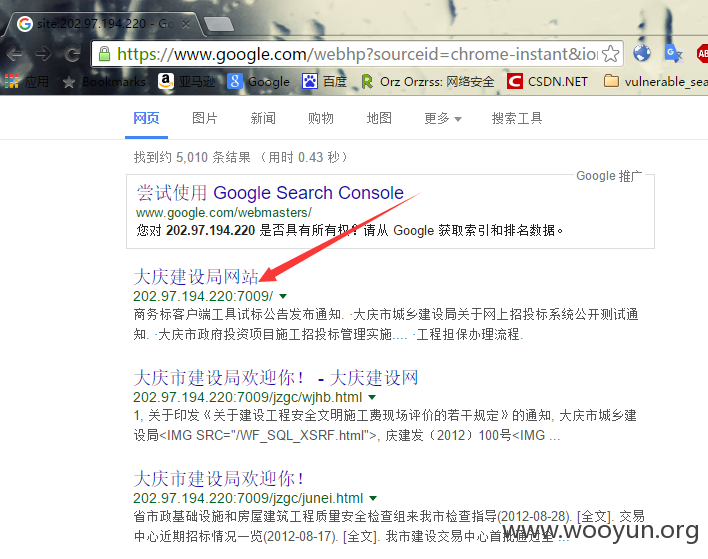 site:202.97.194.220 - Go
https://www.google.com/webhp?sourceid=chrome-instant&ion
应用 Bookmarks 亚马逊 Google 百度 Orz Orzrss: 网络安全 CSDN.NET vulnerable_sea
网页 图片 新闻 购物 地图 更多 搜索工具
找到约 5,010 条结果 （用时 0.43 秒）
Google 推广
尝试使用 Google Search Console
www.google.com/webmasters/
您对 202.97.194.220 是否具有所有权？请从 Google 获取索引和排名数据。
大庆建设局网站
202.97.194.220:7009/
商务标客户端工具试标公告发布通知. ·大庆市城乡建设局关于网上招投标系统公开测试通
知. ·大庆市政府投资项目施工招投标管理实施.... ·工程担保办理流程.
大庆市建设局欢迎你！ - 大庆建设网
202.97.194.220:7009/jzgc/wjhb.html
1, 关于印发《关于建设工程安全文明施工费现场评价的若干规定》的通知, 大庆市城乡建
设局<IMG SRC="/WF_SQL_XSRF.html">, 庆建发（2012）100号<IMG ...
大庆市建设局欢迎你！
202.97.194.220:7009/jzgc/junei.html
省市政基础设施和房屋建筑工程质量安全检查组来我市检查指导(2012-08-28). [全文]. 交易
中心近期招标情况一览(2012-08-17). [全文]. 我市建设交易中心首批通过全
www.wooyun.org